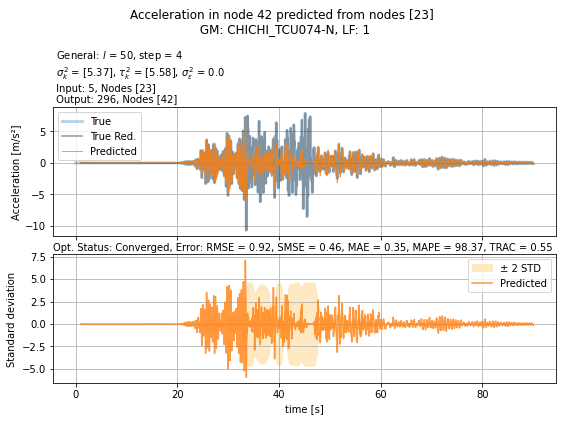 Acceleration in node 42 predicted from nodes [23]
GM: CHICHI_TCU074-N, LF: 1
General: l = 50, step = 4
σ²ₖ = [5.37], τ²ₖ = [5.58], σ²ε = 0.0
Input: 5, Nodes [23]
Output: 296, Nodes [42]
Acceleration [m/s²]
5
0
−5
−10
True
True Red.
Predicted
Opt. Status: Converged, Error: RMSE = 0.92, SMSE = 0.46, MAE = 0.35, MAPE = 98.37, TRAC = 0.55
Standard deviation
7.5
5.0
2.5
0.0
−2.5
−5.0
± 2 STD
Predicted
0 20 40 60 80
time [s]